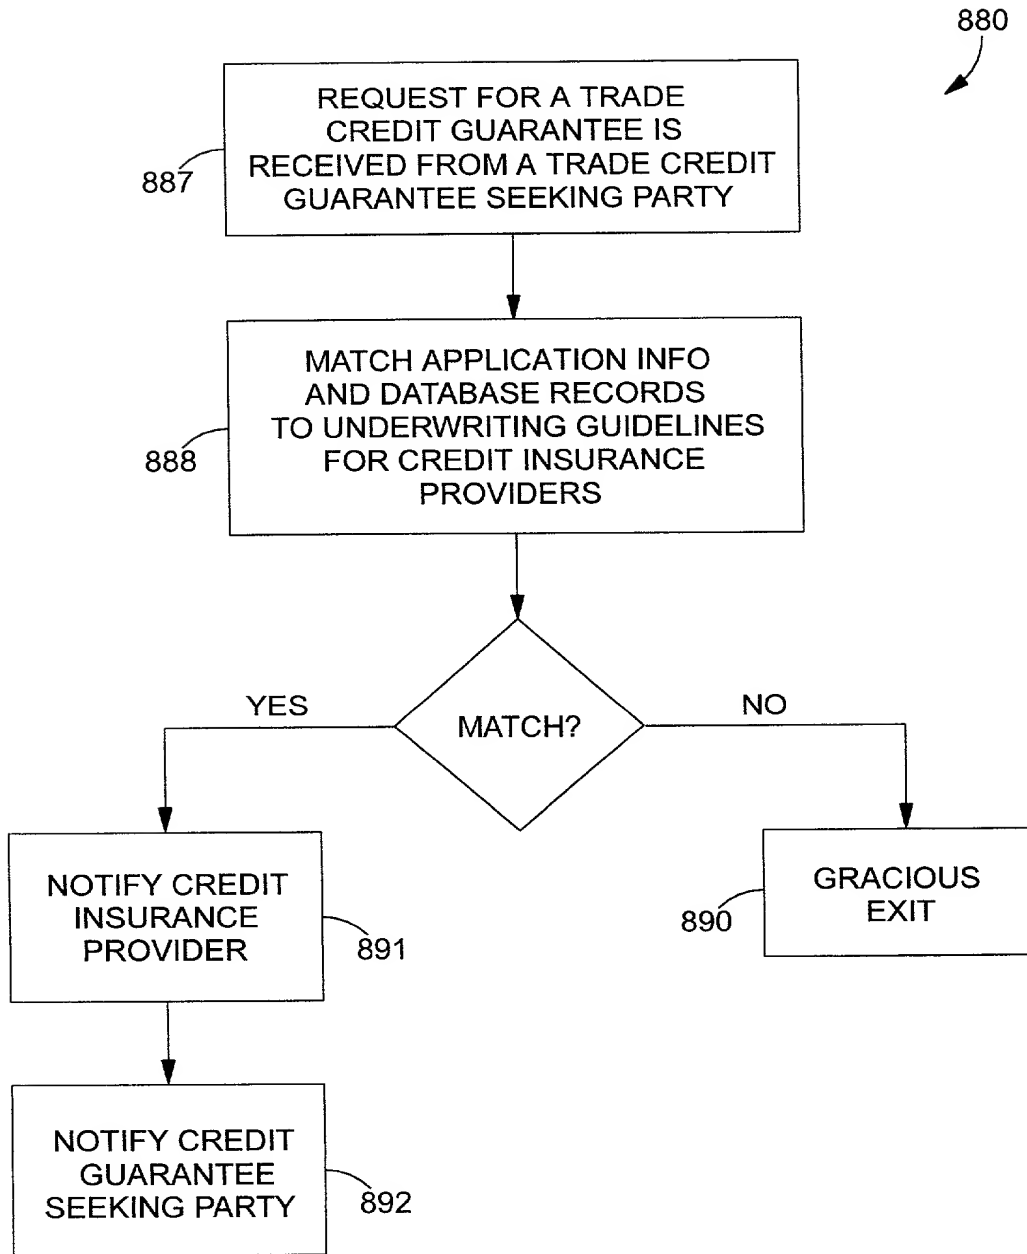 880
REQUEST FOR A TRADE
CREDIT GUARANTEE IS
RECEIVED FROM A TRADE CREDIT
GUARANTEE SEEKING PARTY
887
MATCH APPLICATION INFO
AND DATABASE RECORDS
TO UNDERWRITING GUIDELINES
FOR CREDIT INSURANCE
PROVIDERS
888
YES
MATCH?
NO
NOTIFY CREDIT
INSURANCE
PROVIDER
891
GRACIOUS
EXIT
890
NOTIFY CREDIT
GUARANTEE
SEEKING PARTY
892